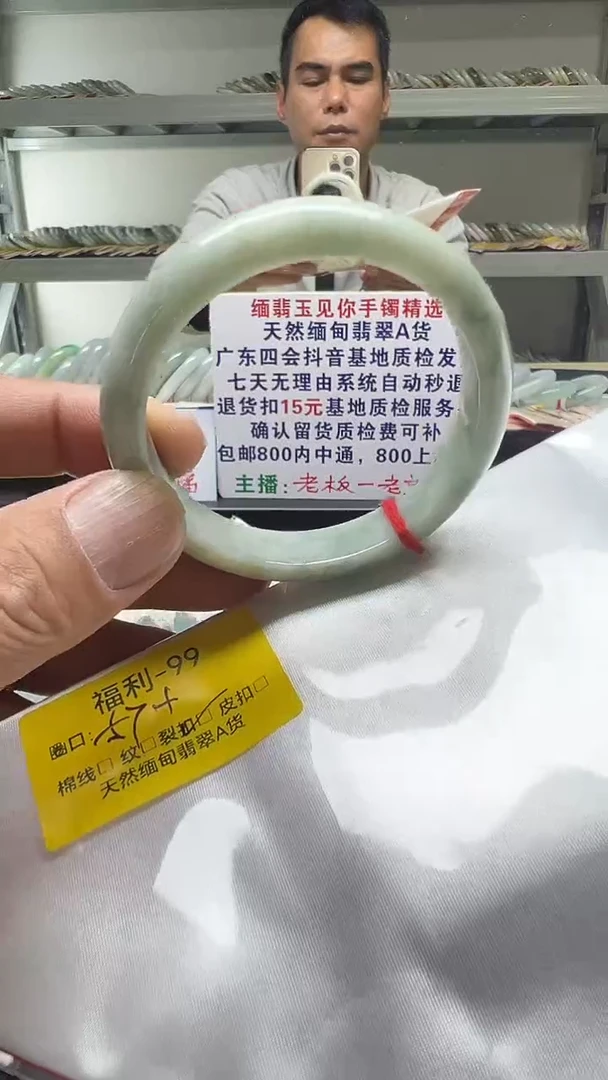 缅翡玉见你手镯精选
天然缅甸翡翠A货
广东四会抖音基地质检发
七天无理由系统自动秒退
退货扣15元基地质检服务
确认留货质检费可补
包邮800内中通，800上
主播：老板一老
福利-99
圈口：
棉线□ 纹□ 裂扣□ 皮扣□
天然缅甸翡翠A货